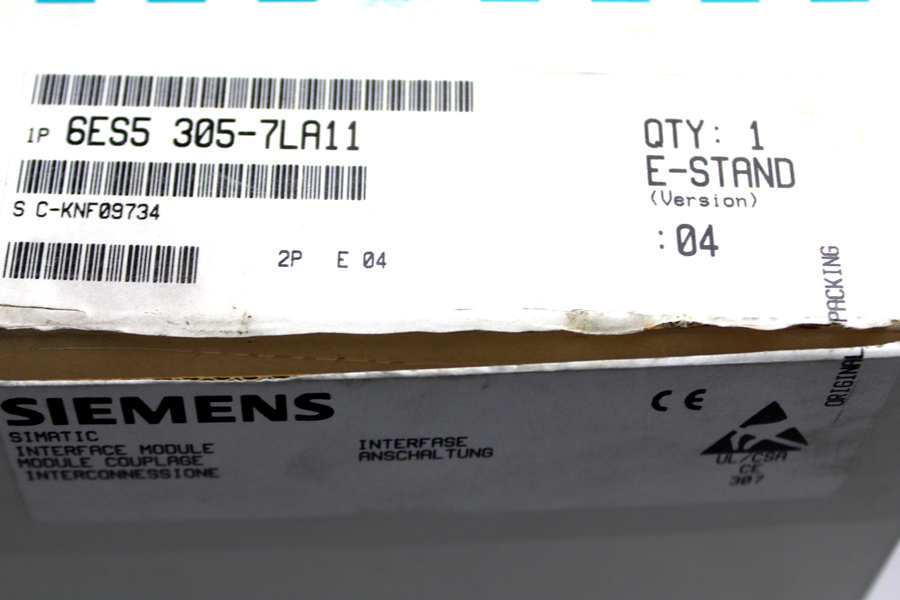 1P 6ES5 305-7LA11
S C-KNF09734
2P E 04
QTY: 1
E-STAND
(Version)
:04
ORIGINAL PACKING
SIEMENS
SIMATIC
INTERFACE MODULE
MODULE COUPLAGE
INTERCONNESSIONE
INTERFASE
ANSCHALTUNG
CE
UL/CSA
CE
307